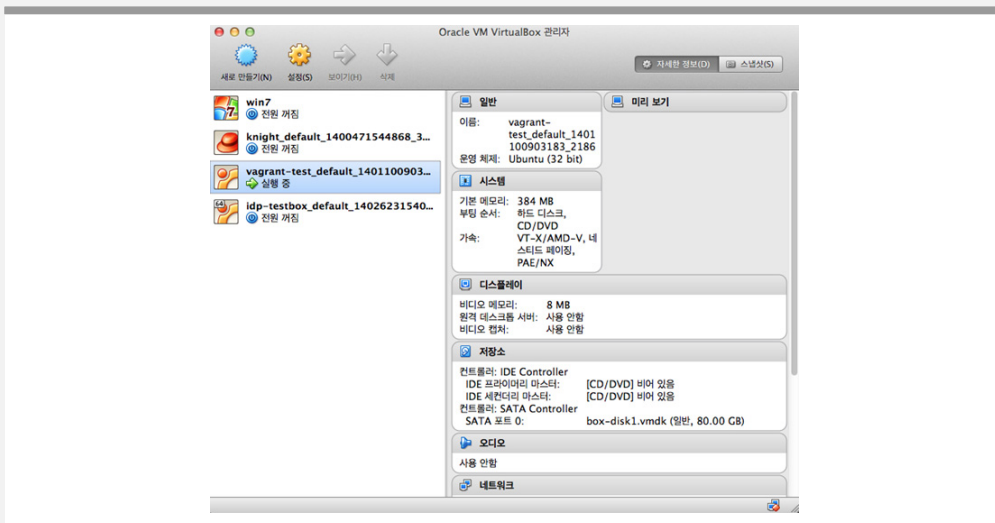 Oracle VM VirtualBox 관리자
새로 만들기(N)
설정(S)
보이기(H)
삭제
자세한 정보(D)
스냅샷(S)
win7
전원 꺼짐
knight_default_1400471544868_3...
전원 꺼짐
vagrant-test_default_1401100903...
실행 중
64
idp-testbox_default_14026231540...
전원 꺼짐
일반
이름: vagrant-
test_default_1401
100903183_2186
운영 체제: Ubuntu (32 bit)
미리 보기
시스템
기본 메모리: 384 MB
부팅 순서: 하드 디스크,
CD/DVD
가속: VT-x/AMD-V, 네
스티드 페이징,
PAE/NX
디스플레이
비디오 메모리: 8 MB
원격 데스크톱 서버: 사용 안함
비디오 캡처: 사용 안함
저장소
컨트롤러: IDE Controller
IDE 프라이머리 마스터: [CD/DVD] 비어 있음
IDE 세컨더리 마스터: [CD/DVD] 비어 있음
컨트롤러: SATA Controller
SATA 포트 0: box-disk1.vmdk (일반, 80.00 GB)
오디오
사용 안함
네트워크